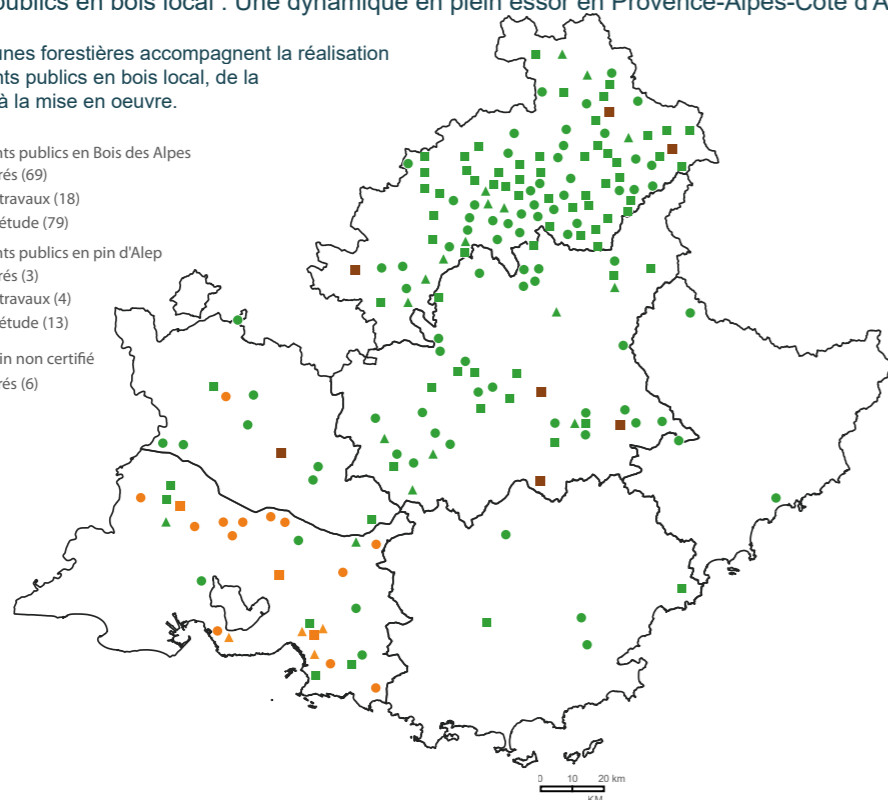 publics en bois local : Une dynamique en plein essor en Provence-Alpes-Côte d'A
unes forestières accompagnent la réalisation
nts publics en bois local, de la
à la mise en oeuvre.
nts publics en Bois des Alpes
rés (69)
travaux (18)
étude (79)
nts publics en pin d'Alep
rés (3)
travaux (4)
étude (13)
in non certifié
rés (6)
0 10 20 km
KM